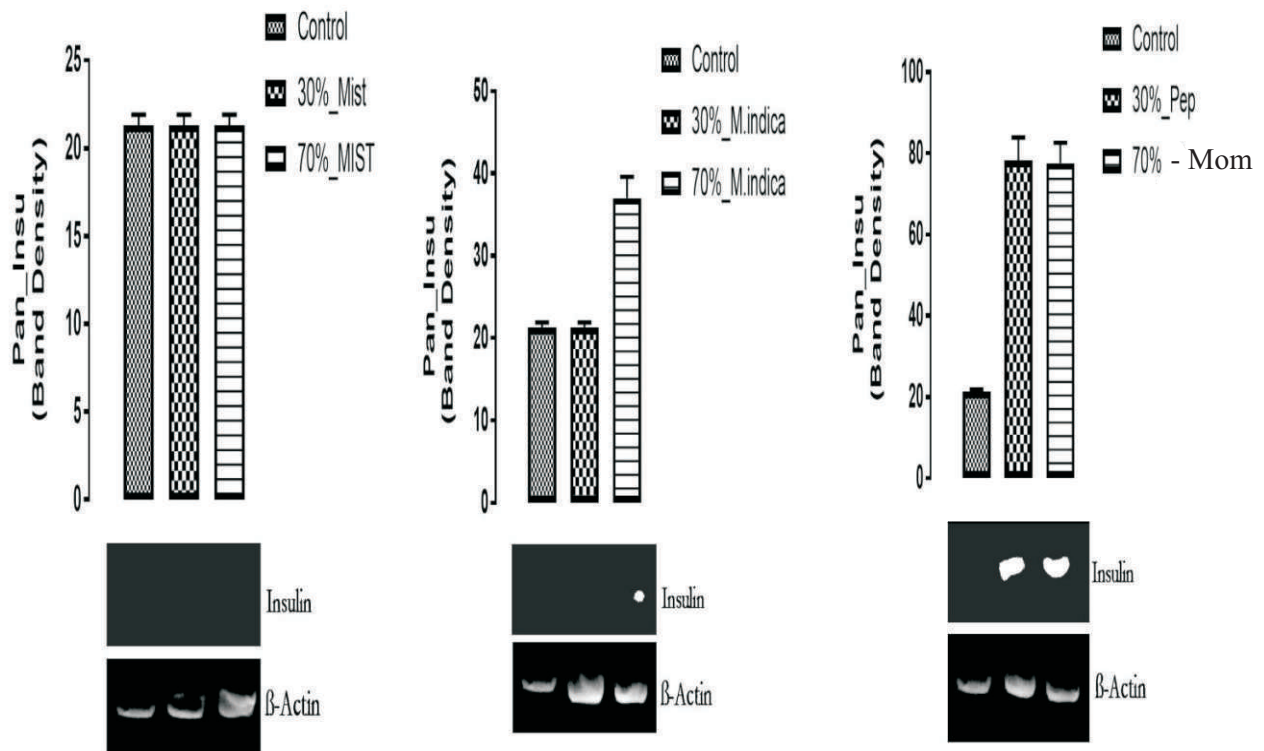 Pan_Insu
(Band Density)
25
20
15
10
5
0
Control
30%_Mist
70%_MIST
Insulin
ß-Actin
Pan_Insu
(Band Density)
50
40
30
20
10
0
Control
30%_M.indica
70%_M.indica
Insulin
ß-Actin
Pan_Insu
(Band Density)
100
80
60
40
20
0
Control
30%_Pep
70% - Mom
Insulin
ß-Actin